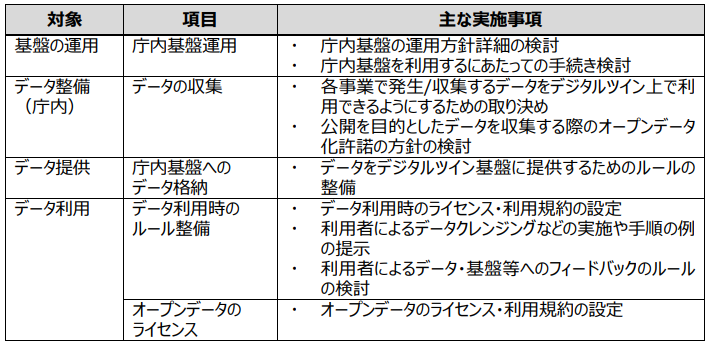 対象 項目 主な実施事項
基盤の運用 庁内基盤運用 ・ 庁内基盤の運用方針詳細の検討
・ 庁内基盤を利用するにあたっての手続き検討
データ整備 データの収集 ・ 各事業で発生/収集するデータをデジタルツイン上で利
（庁内） 用できるようにするための取り決め
・ 公開を目的としたデータを収集する際のオープンデータ
化許諾の方針の検討
データ提供 庁内基盤への ・ データをデジタルツイン基盤に提供するためのルールの
データ格納 整備
データ利用 データ利用時の ・ データ利用時のライセンス・利用規約の設定
ルール整備 ・ 利用者によるデータクレンジングなどの実施や手順の例
の提示
・ 利用者によるデータ・基盤等へのフィードバックのルール
の検討
オープンデータの ・ オープンデータのライセンス・利用規約の設定
ライセンス